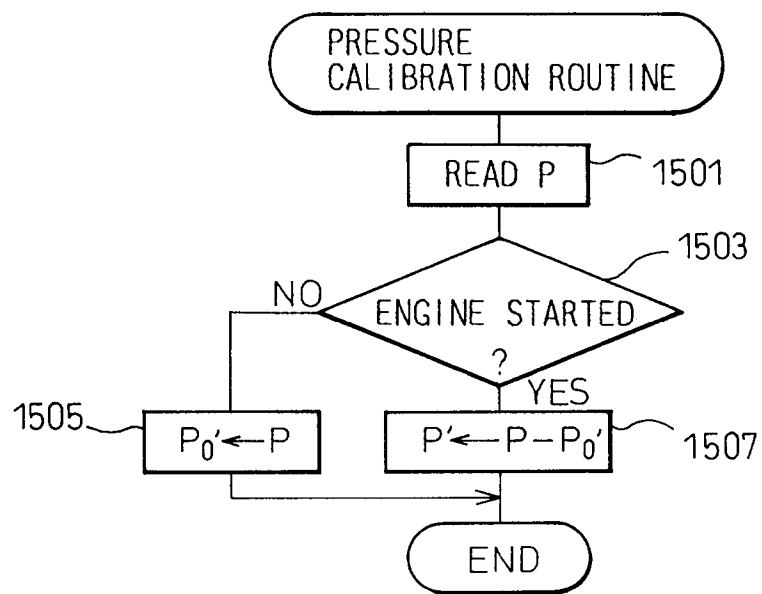 PRESSURE
CALIBRATION ROUTINE
READ P
1501
1503
ENGINE STARTED
?
NO
YES
1505
P₀'←P
P'←P–P₀'
1507
END